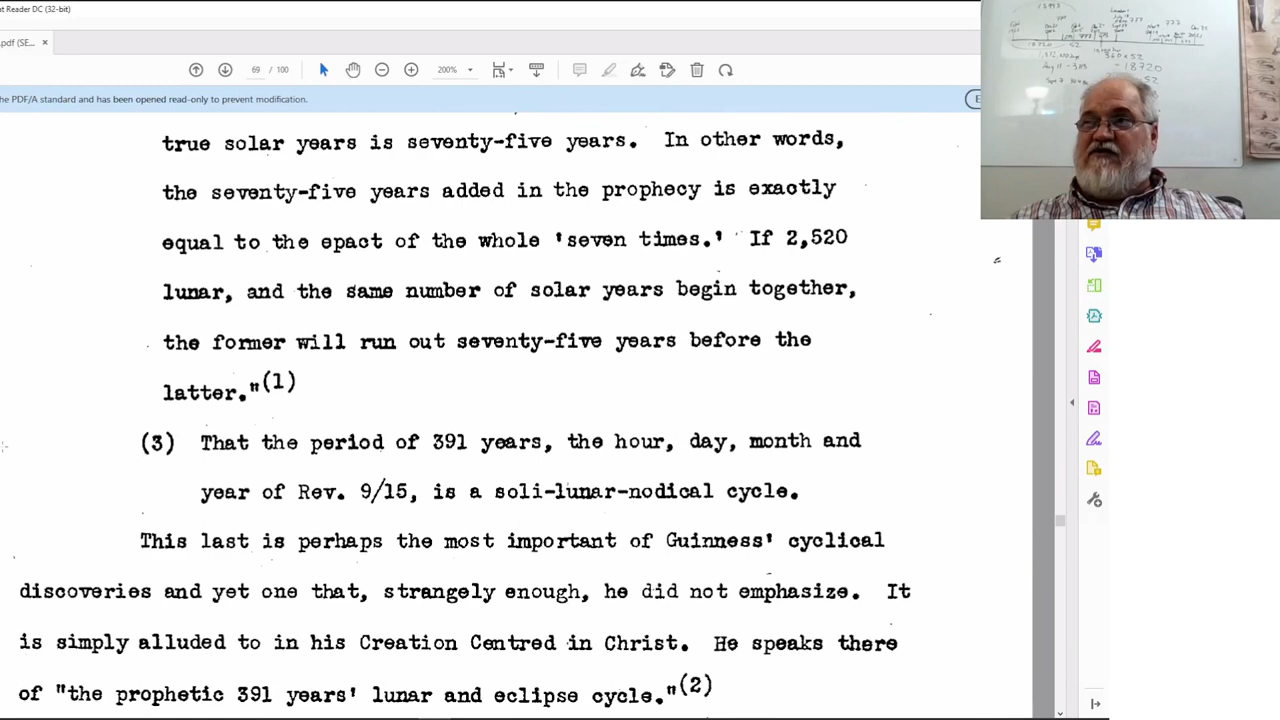 t Reader DC (32-bit)
.pdf (SE... ×
69 / 100
200%
he PDF/A standard and has been opened read-only to prevent modification.
true solar years is seventy-five years. In other words,
the seventy-five years added in the prophecy is exactly
equal to the epact of the whole 'seven times.' If 2,520
lunar, and the same number of solar years begin together,
the former will run out seventy-five years before the
latter."(1)
(3) That the period of 391 years, the hour, day, month and
year of Rev. 9/15, is a soli-lunar-nodical cycle.
This last is perhaps the most important of Guinness' cyclical
discoveries and yet one that, strangely enough, he did not emphasize. It
is simply alluded to in his Creation Centred in Christ. He speaks there
of "the prophetic 391 years' lunar and eclipse cycle."(2)
360 x 52
- 18720
52